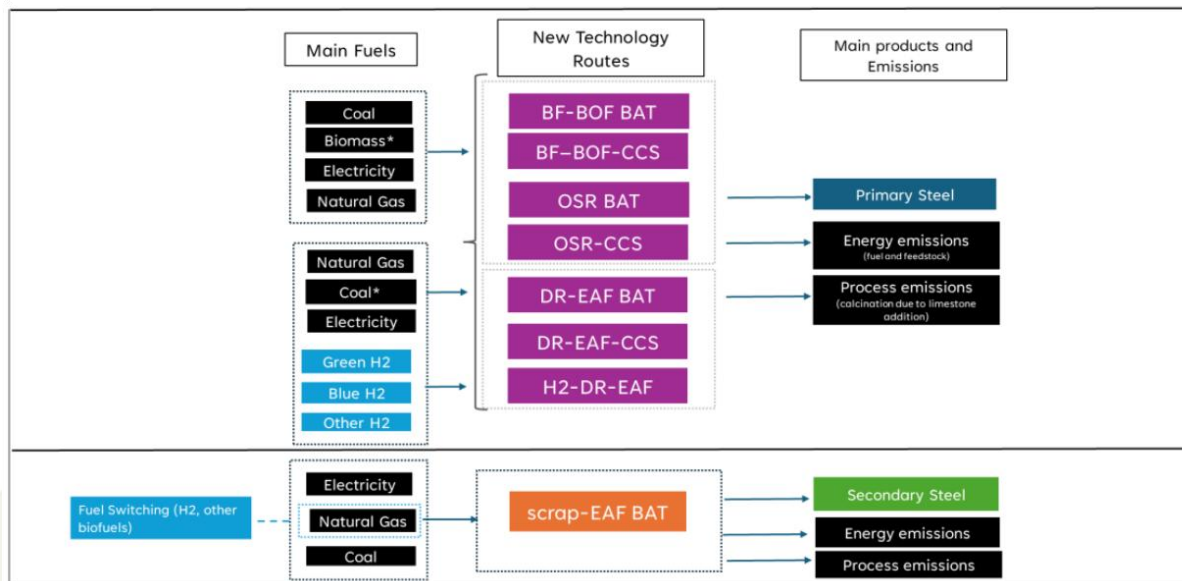 Main Fuels
New Technology
Routes
Main products and
Emissions
Coal
Biomass*
Electricity
Natural Gas
Natural Gas
Coal*
Electricity
Green H2
Blue H2
Other H2
BF-BOF BAT
BF–BOF-CCS
OSR BAT
OSR-CCS
DR-EAF BAT
DR-EAF-CCS
H2-DR-EAF
Primary Steel
Energy emissions
(fuel and feedstock)
Process emissions
(calcination due to limestone
addition)
Fuel Switching (H2, other
biofuels)
Electricity
Natural Gas
Coal
scrap-EAF BAT
Secondary Steel
Energy emissions
Process emissions